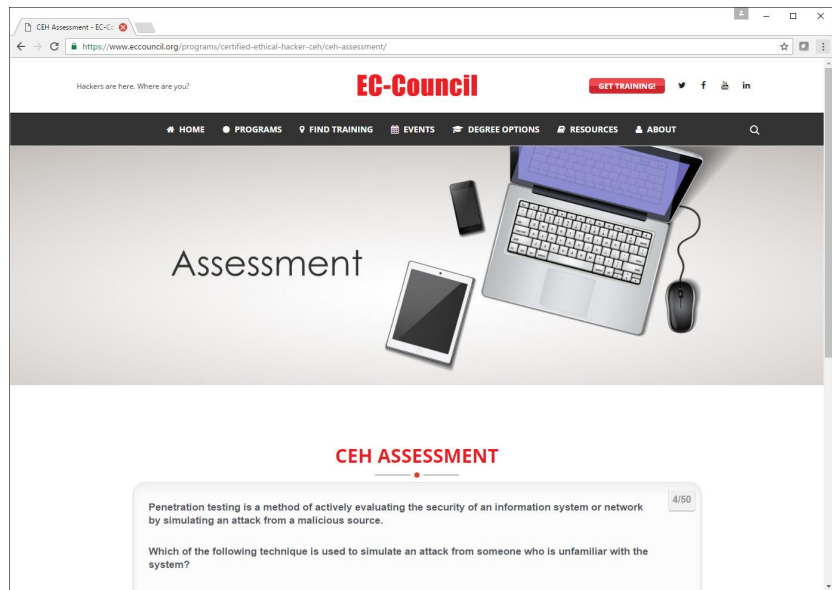 CEH Assessment - EC-Co
https://www.eccouncil.org/programs/certified-ethical-hacker-ceh/ceh-assessment/
Hackers are here. Where are you?
EC-Council
GET TRAINING!
HOME PROGRAMS FIND TRAINING EVENTS DEGREE OPTIONS RESOURCES ABOUT
Assessment
CEH ASSESSMENT
4/50
Penetration testing is a method of actively evaluating the security of an information system or network
by simulating an attack from a malicious source.
Which of the following technique is used to simulate an attack from someone who is unfamiliar with the
system?